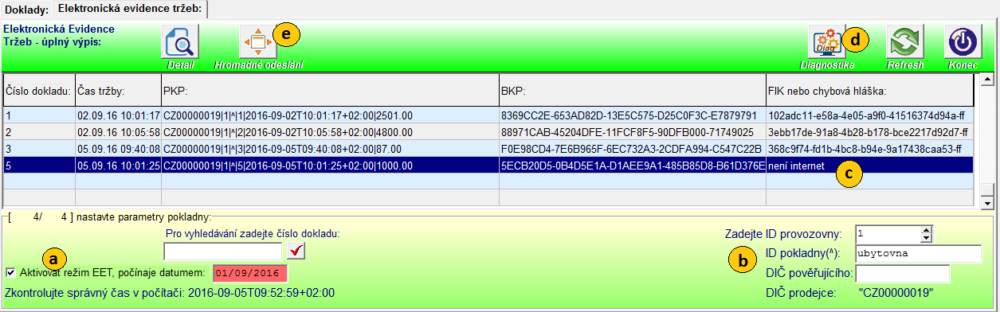 Doklady: Elektronická evidence tržeb:
Elektronická Evidence
Tržeb - úplný výpis:
Detail
Hromadné odeslání
e
Diag
Diagnostika
d
Refresh
Konec
Číslo dokladu: Čas tržby: PKP: BKP: FIK nebo chybová hláška:
1 02.09.16 10:01:17 CZ00000019|1|^|1|2016-09-02T10:01:17+02:00|2501.00 8369CC2E-653AD82D-13E5C575-D25C0F3C-E7879791 102adc11-e58a-4e05-a9f0-41516374d94a-ff
2 02.09.16 10:05:58 CZ00000019|1|^|2|2016-09-02T10:05:58+02:00|4800.00 88971CAB-45204DFE-11FCF8F5-90DFB000-71749025 3ebb17de-91a8-4b28-b178-bce2217d92d7-ff
3 05.09.16 09:40:08 CZ00000019|1|^|3|2016-09-05T09:40:08+02:00|87.00 F0E98CD4-7E6B965F-6EC732A3-2CDFA994-C547C22B 368c9f74-fd1b-4bc8-b94e-9a17438caa53-ff
5 05.09.16 10:01:25 CZ00000019|1|^|5|2016-09-05T10:01:25+02:00|1000.00 5ECB20D5-0B4D5E1A-D1AEE9A1-485B85D8-B61D376E není internet
c
[ 4/ 4 ] nastavte parametry pokladny:
Pro vyhledávání zadejte číslo dokladu:
a
Aktivovat režim EET, počínaje datumem: 01/09/2016
Zkontrolujte správný čas v počítači: 2016-09-05T09:52:59+02:00
Zadejte ID provozovny: 1
b
ID pokladny(^): ubytovna
DIČ pověřujícího:
DIČ prodejce: "CZ00000019"